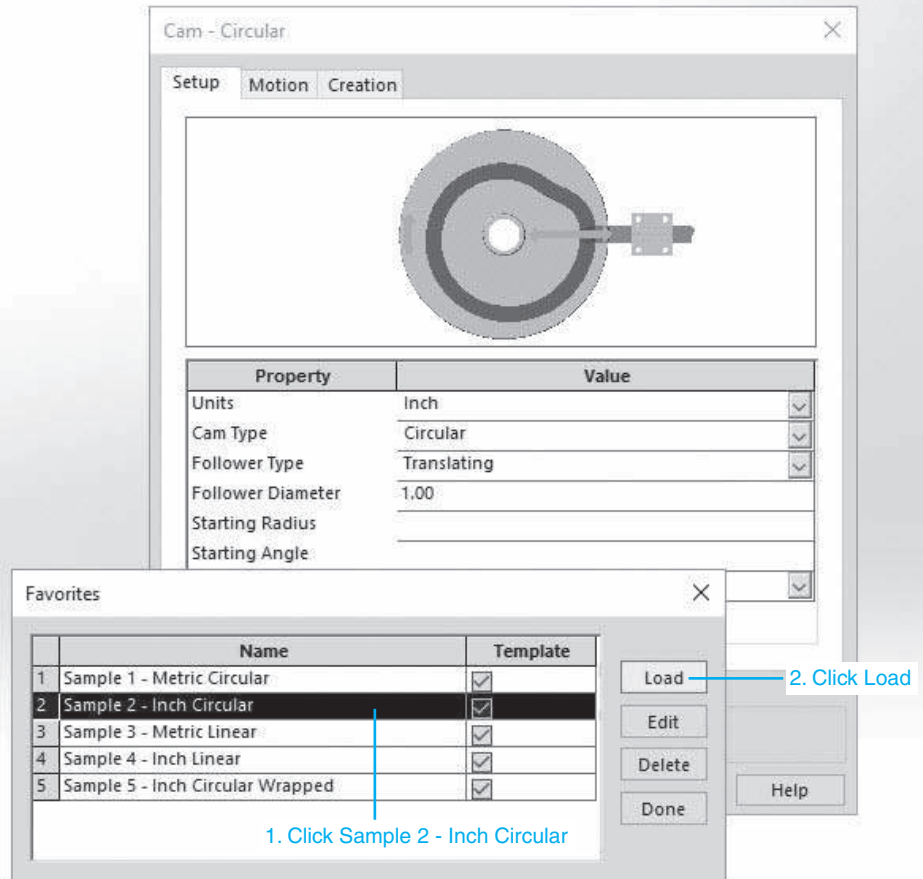 Cam - Circular
Setup Motion Creation
Property Value
Units Inch
Cam Type Circular
Follower Type Translating
Follower Diameter 1.00
Starting Radius
Starting Angle
Favorites
Name Template
1 Sample 1 - Metric Circular
2 Sample 2 - Inch Circular
3 Sample 3 - Metric Linear
4 Sample 4 - Inch Linear
5 Sample 5 - Inch Circular Wrapped
Load
Edit
Delete
Done
Help
2. Click Load
1. Click Sample 2 - Inch Circular